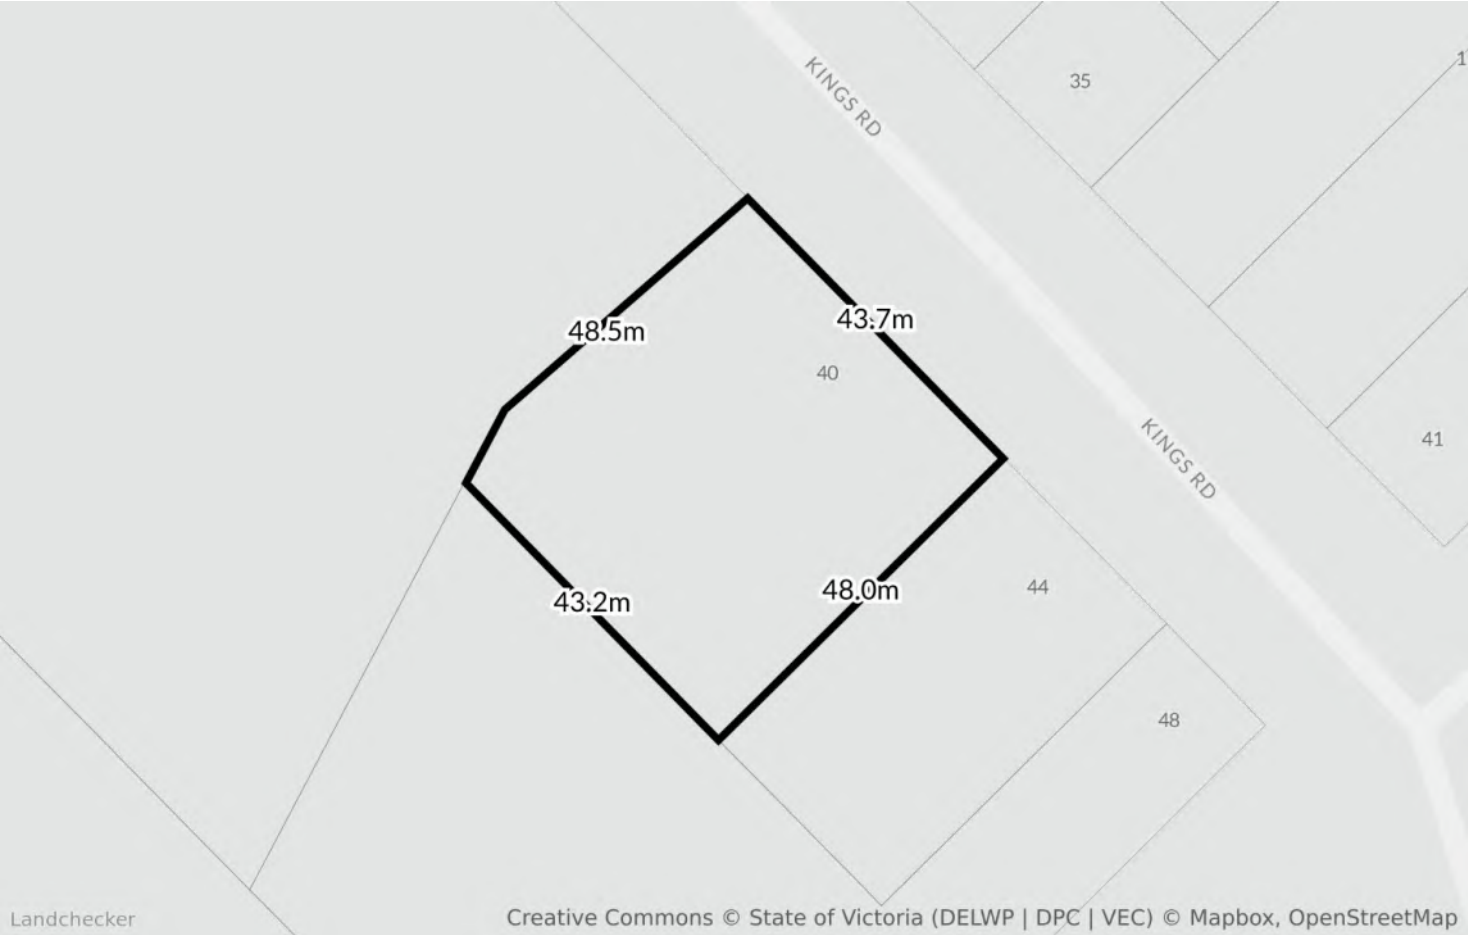 35
KINGS RD
48.5m
43.7m
40
41
KINGS RD
43.2m
48.0m
44
48
Landchecker
Creative Commons © State of Victoria (DELWP | DPC | VEC) © Mapbox, OpenStreetMap